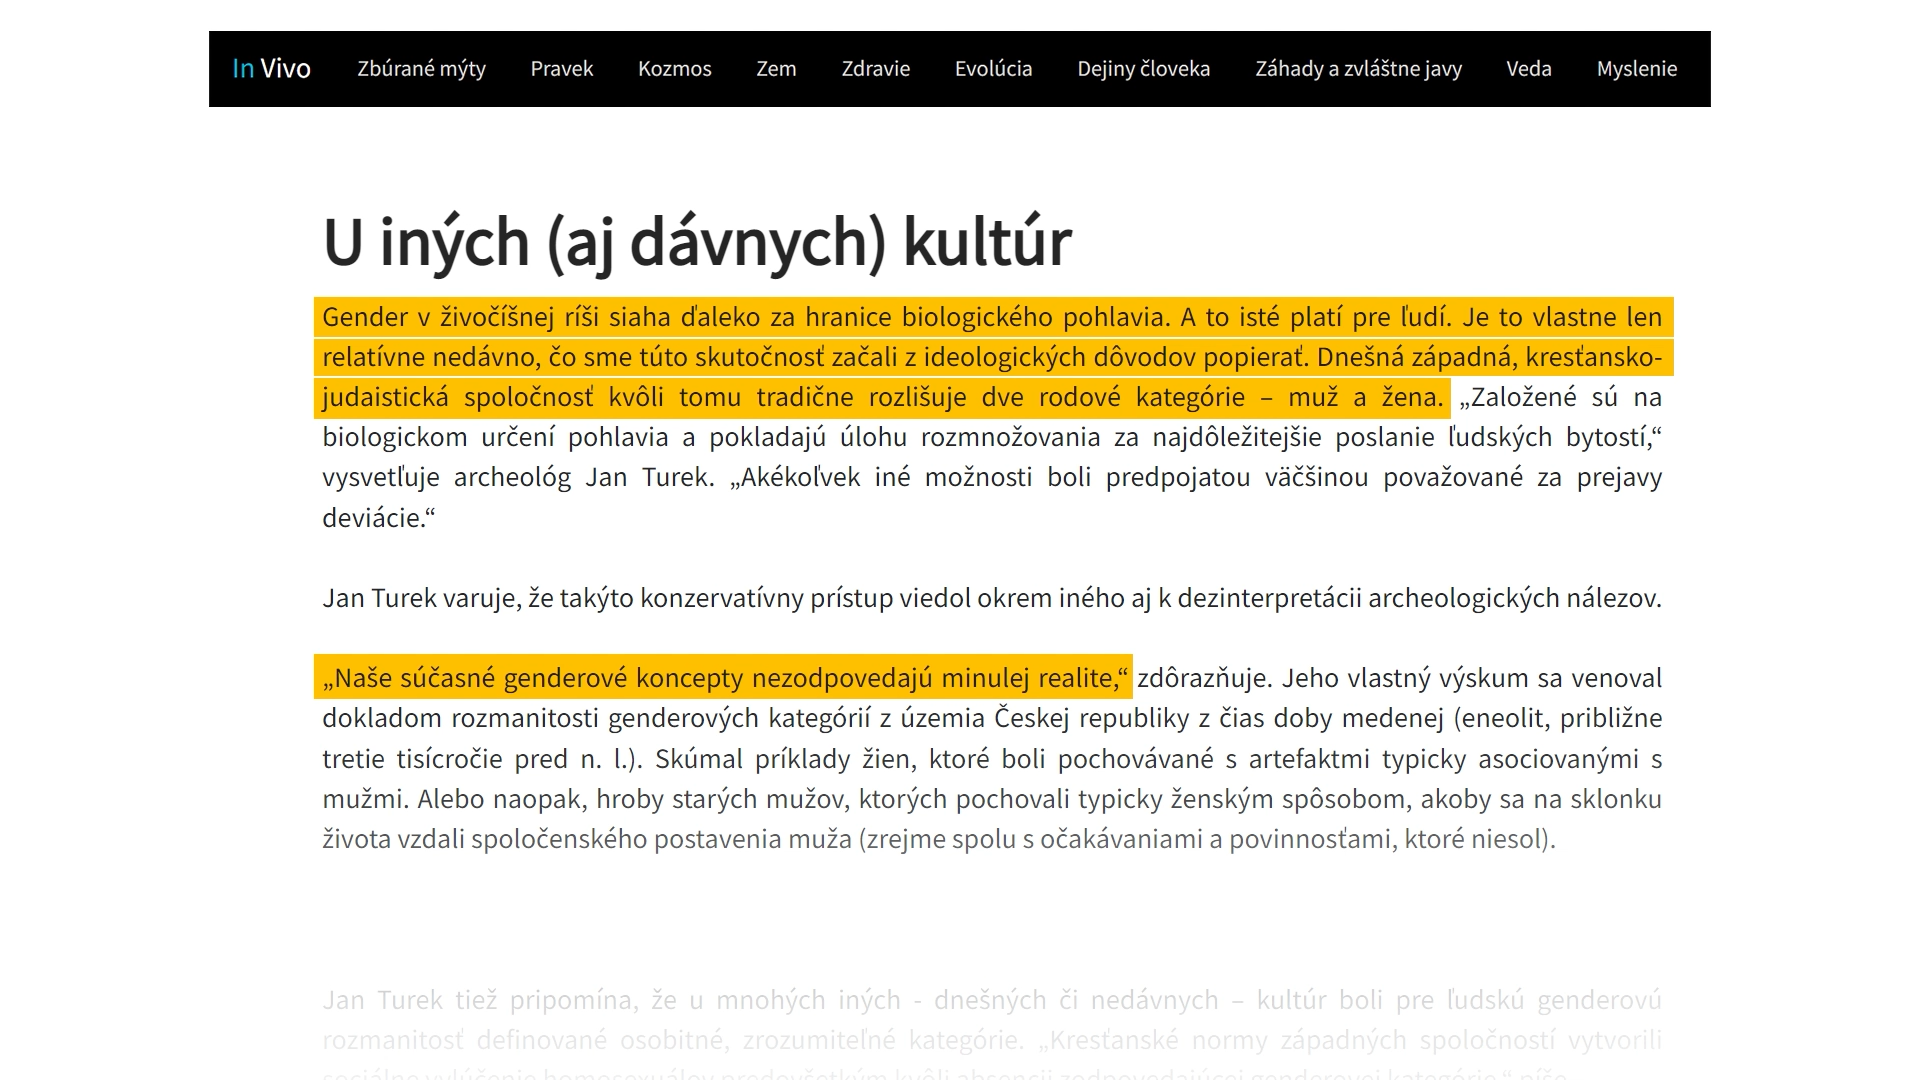 In Vivo Zbúrané mýty Pravek Kozmos Zem Zdravie Evolúcia Dejiny človeka Záhady a zvláštne javy Veda Myslenie
U iných (aj dávnych) kultúr
Gender v živočíšnej ríši siaha ďaleko za hranice biologického pohlavia. A to isté platí pre ľudí. Je to vlastne len
relatívne nedávno, čo sme túto skutočnosť začali z ideologických dôvodov popierať. Dnešná západná, kresťansko-
judaistická spoločnosť kvôli tomu tradične rozlišuje dve rodové kategórie – muž a žena. „Založené sú na
biologickom určení pohlavia a pokladajú úlohu rozmnožovania za najdôležitejšie poslanie ľudských bytostí,“
vysvetľuje archeológ Jan Turek. „Akékoľvek iné možnosti boli predpojatou väčšinou považované za prejavy
deviácie.“
Jan Turek varuje, že takýto konzervatívny prístup viedol okrem iného aj k dezinterpretácii archeologických nálezov.
„Naše súčasné genderové koncepty nezodpovedajú minulej realite,“ zdôrazňuje. Jeho vlastný výskum sa venoval
dokladom rozmanitosti genderových kategórií z územia Českej republiky z čias doby medenej (eneolit, približne
tretie tisícročie pred n. l.). Skúmal príklady žien, ktoré boli pochovávané s artefaktmi typicky asociovanými s
mužmi. Alebo naopak, hroby starých mužov, ktorých pochovali typicky ženským spôsobom, akoby sa na sklonku
života vzdali spoločenského postavenia muža (zrejme spolu s očakávaniami a povinnosťami, ktoré niesol).
Jan Turek tiež pripomína, že u mnohých iných - dnešných či nedávnych – kultúr boli pre ľudskú genderovú
rozmanitosť definované osobitné, zrozumiteľné kategórie. „Kresťanské normy západných spoločností vytvorili
sociálne vylúčenie homosexuálov predovšetkým kvôli absencii zodpovedajúcej genderovej kategórie,“ píše